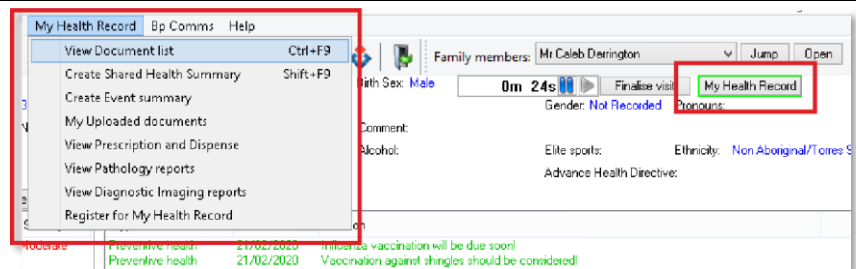 My Health Record Bp Comms Help
View Document list Ctrl+F9
Create Shared Health Summary Shift+F9
Create Event summary
My Uploaded documents
View Prescription and Dispense
View Pathology reports
View Diagnostic Imaging reports
Register for My Health Record
Family members: Mr Caleb Derrington Jump Open
Birth Sex: Male 0m 24s Finalise visit My Health Record
Gender: Not Recorded Pronouns:
Comment:
Alcohol: Elite sports: Ethnicity: Non Aboriginal/Torres S
Advance Health Directive:
Moderate Preventive health 21/02/2020 Influenza vaccination will be due soon!
Preventive health 21/02/2020 Vaccination against shingles should be considered!